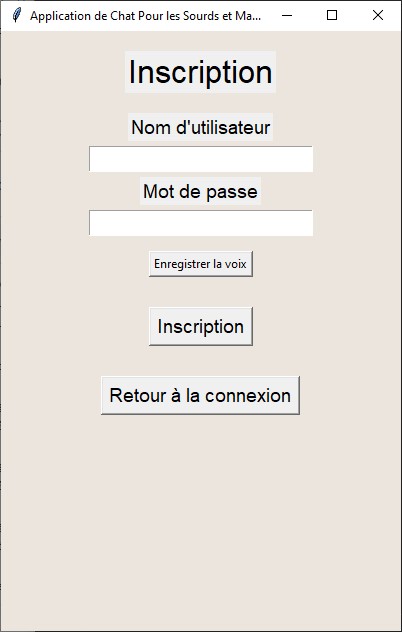 Application de Chat Pour les Sourds et Ma...
Inscription
Nom d'utilisateur
Mot de passe
Enregistrer la voix
Inscription
Retour à la connexion